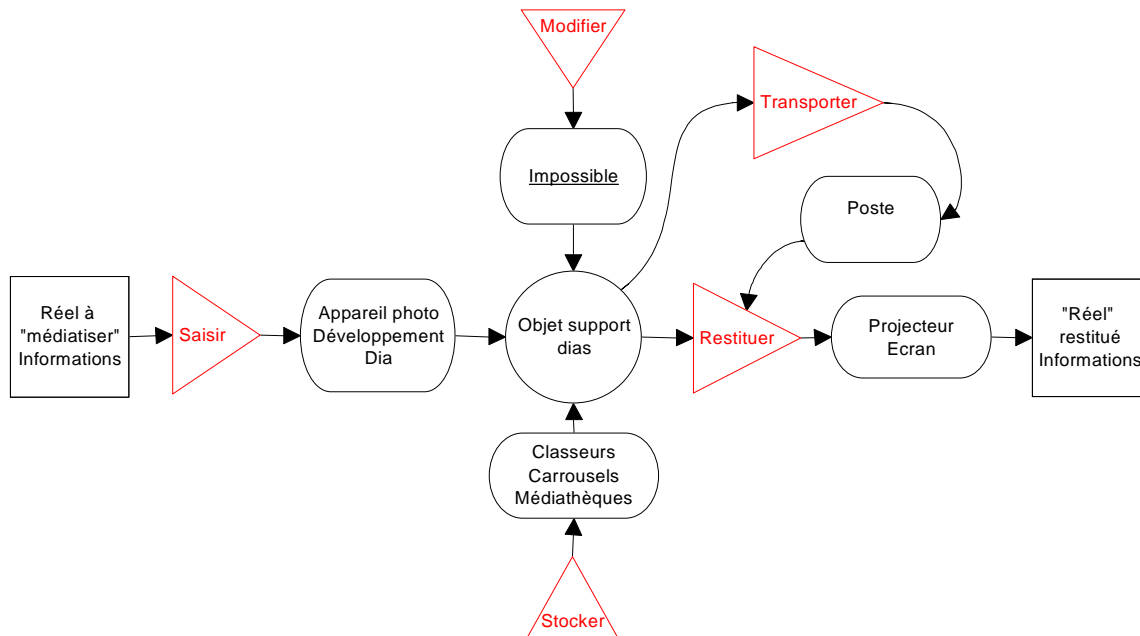 Modifier
Transporter
Impossible
Poste
Réel à
"médiatiser"
Informations
Saisir
Appareil photo
Développement
Dia
Objet support
dias
Restituer
Projecteur
Ecran
"Réel"
restitué
Informations
Classeurs
Carrousels
Médiathèques
Stocker